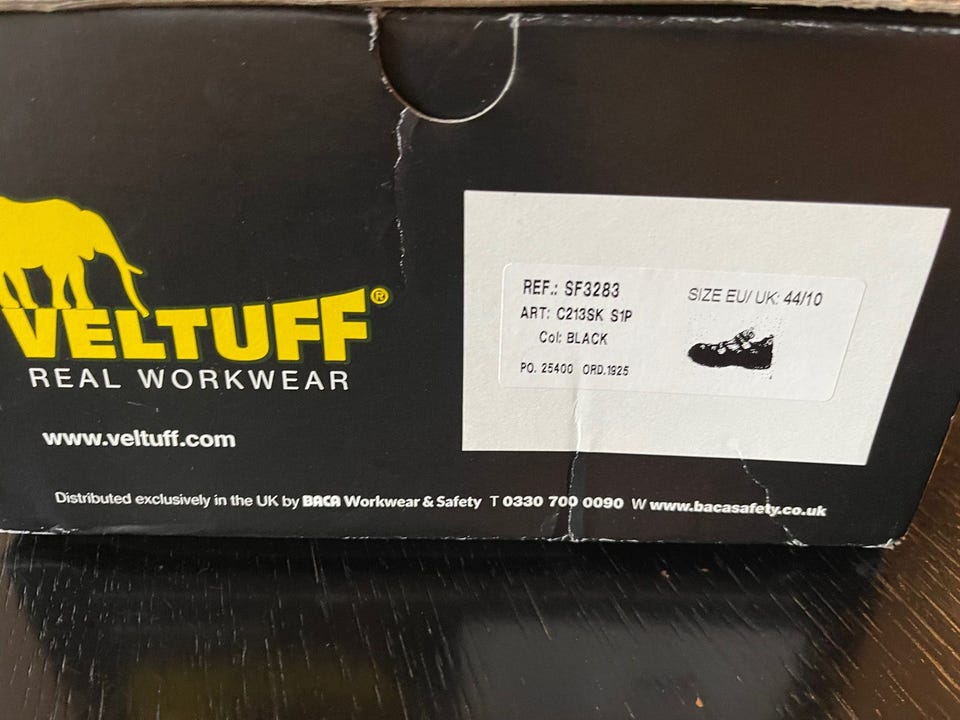 VELTUFF®
REAL WORKWEAR
www.veltuff.com
REF.: SF3283
ART: C213SK S1P
Col: BLACK
PO. 25400 ORD.1925
SIZE EU/ UK: 44/10
Distributed exclusively in the UK by BACA Workwear & Safety T 0330 700 0090 W www.bacasafety.co.uk